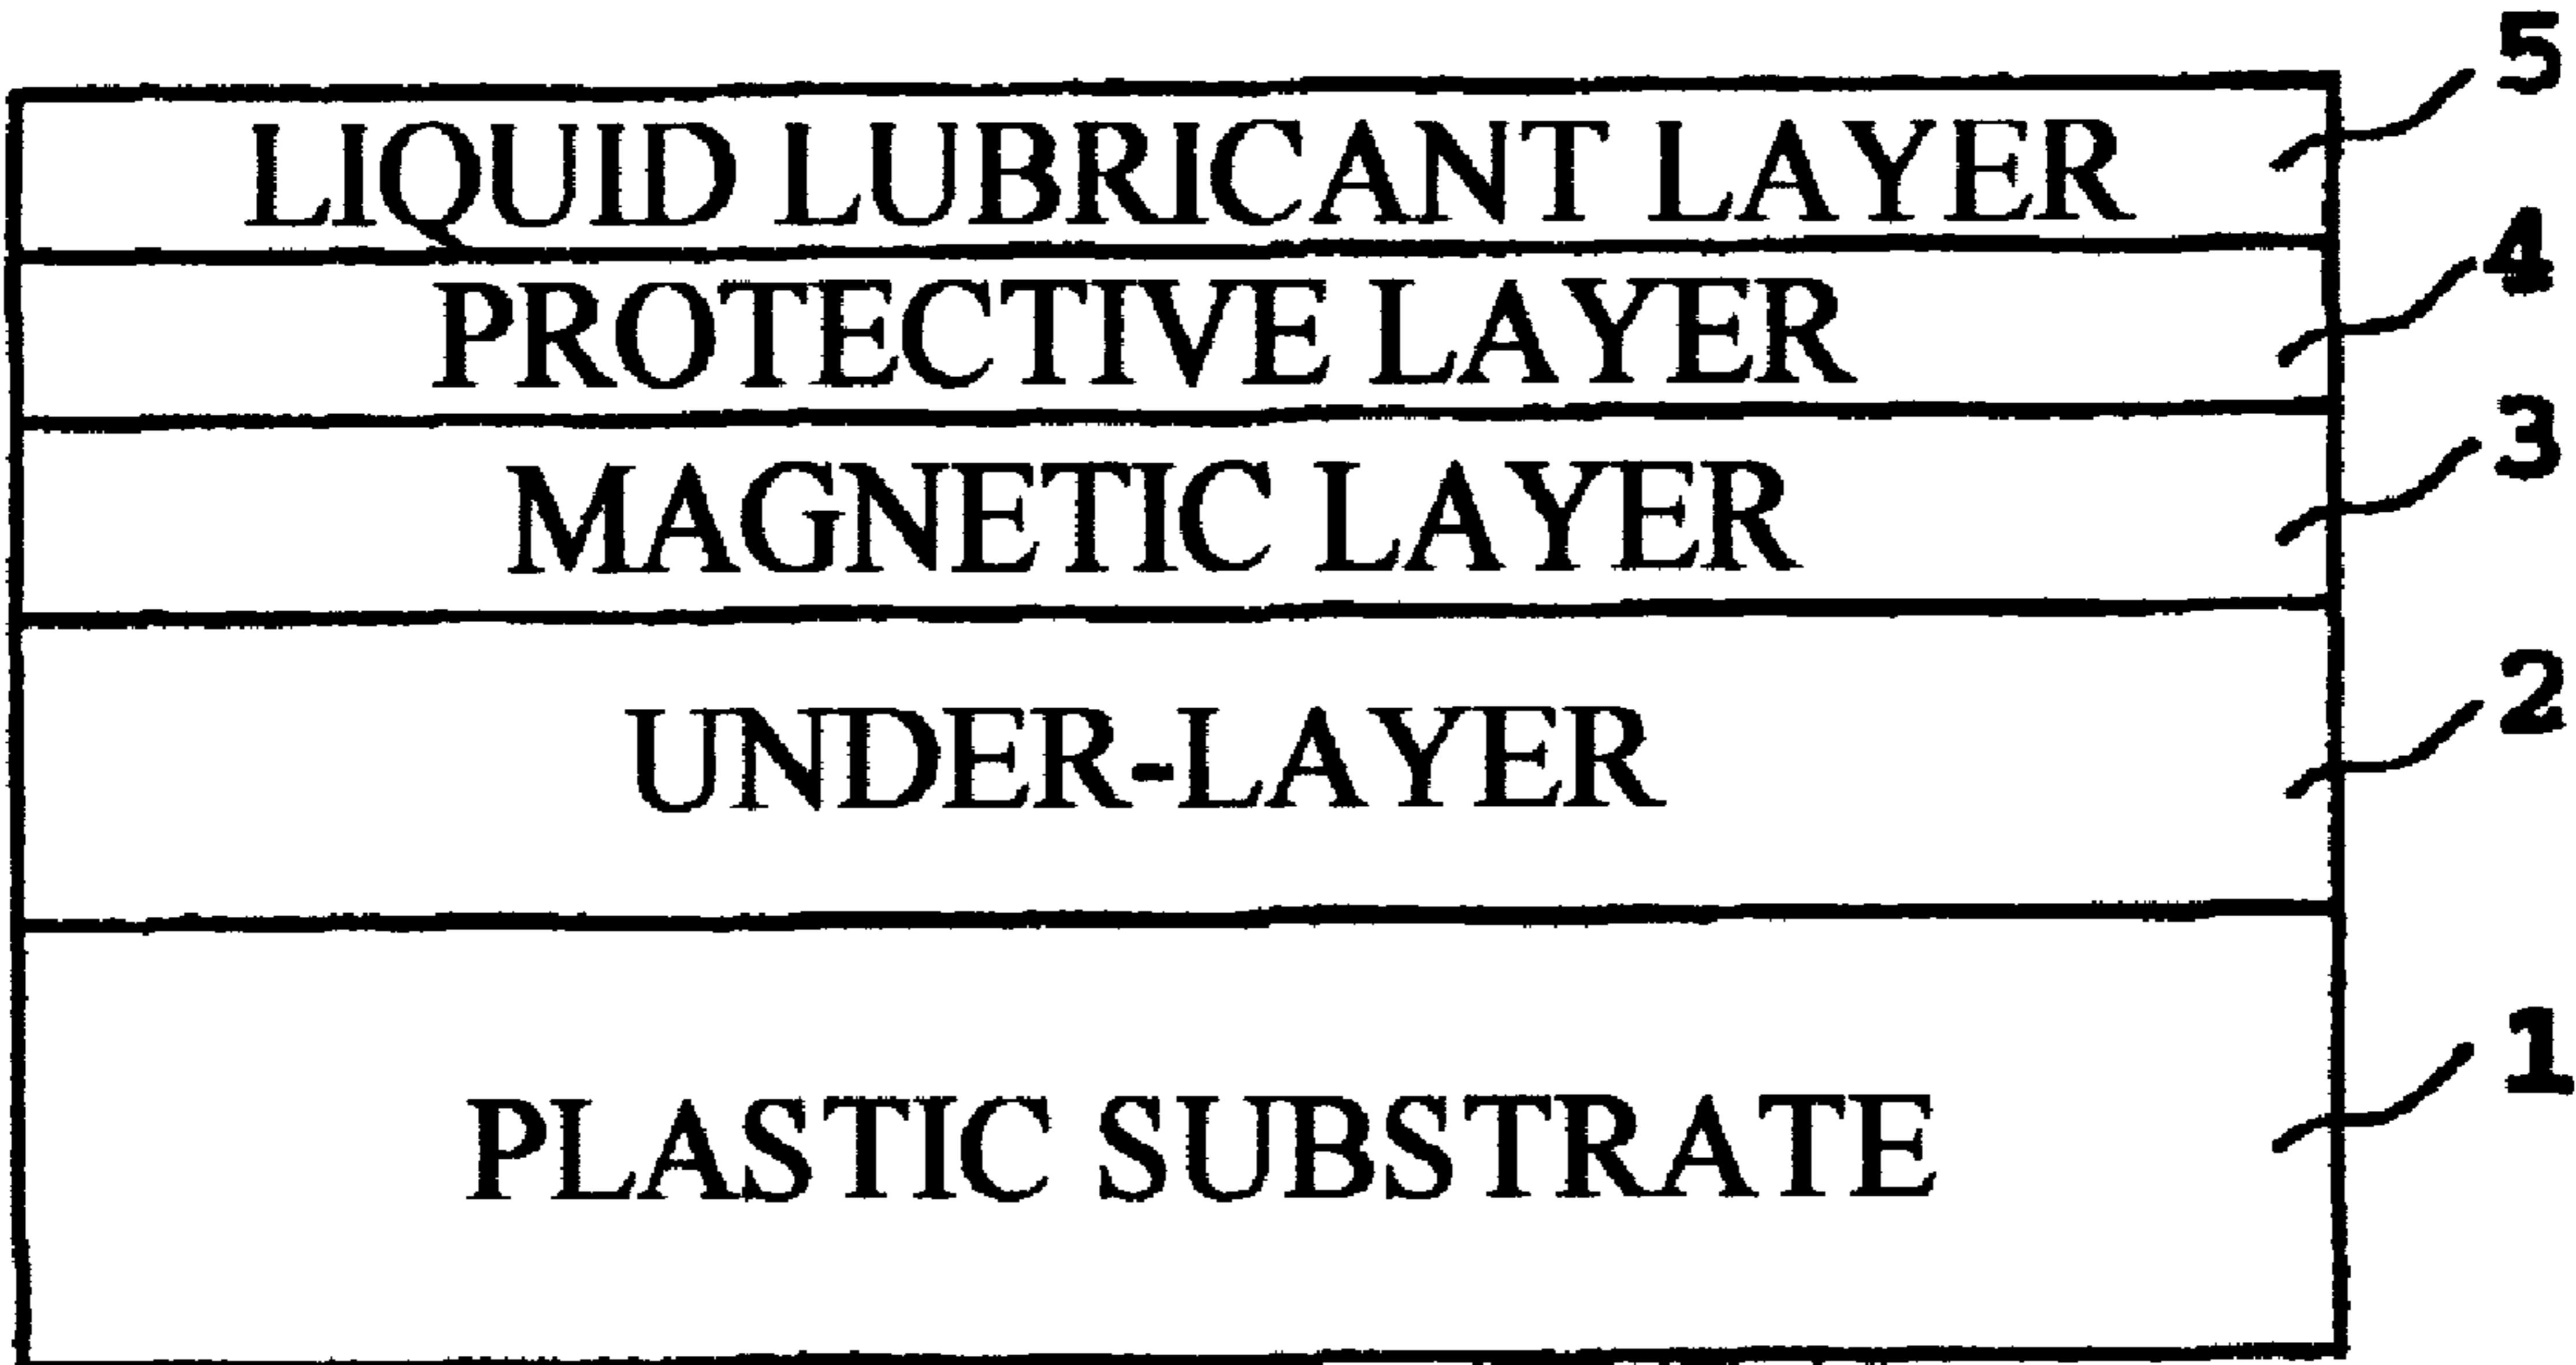 5
LIQUID LUBRICANT LAYER
4
PROTECTIVE LAYER
3
MAGNETIC LAYER
2
UNDER-LAYER
1
PLASTIC SUBSTRATE